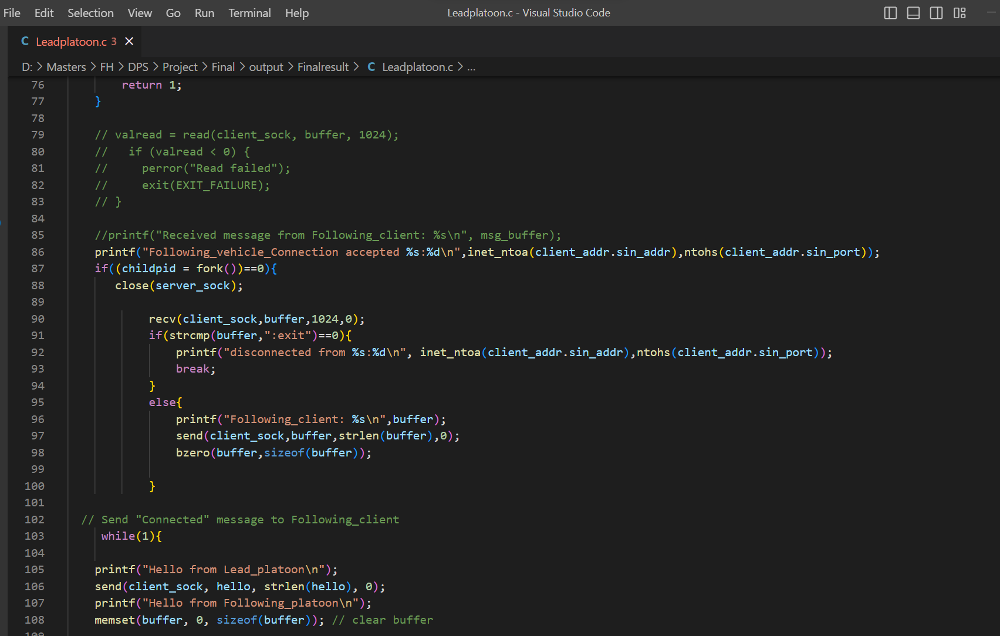 File Edit Selection View Go Run Terminal Help Leadplatoon.c - Visual Studio Code
C Leadplatoon.c 3 ×
D: > Masters > FH > DPS > Project > Final > output > Finalresult > C Leadplatoon.c > ...
76 return 1;
77 }
78
79 // valread = read(client_sock, buffer, 1024);
80 //   if (valread < 0) {
81 //     perror("Read failed");
82 //     exit(EXIT_FAILURE);
83 // }
84
85 //printf("Received message from Following_client: %s\n", msg_buffer);
86 printf("Following_vehicle_Connection accepted %s:%d\n",inet_ntoa(client_addr.sin_addr),ntohs(client_addr.sin_port));
87 if((childpid = fork())==0){
88 close(server_sock);
89
90 recv(client_sock,buffer,1024,0);
91 if(strcmp(buffer,":exit")==0){
92 printf("disconnected from %s:%d\n", inet_ntoa(client_addr.sin_addr),ntohs(client_addr.sin_port));
93 break;
94 }
95 else{
96 printf("Following_client: %s\n",buffer);
97 send(client_sock,buffer,strlen(buffer),0);
98 bzero(buffer,sizeof(buffer));
99
100 }
101
102 // Send "Connected" message to Following_client
103 while(1){
104
105 printf("Hello from Lead_platoon\n");
106 send(client_sock, hello, strlen(hello), 0);
107 printf("Hello from Following_platoon\n");
108 memset(buffer, 0, sizeof(buffer)); // clear buffer
109